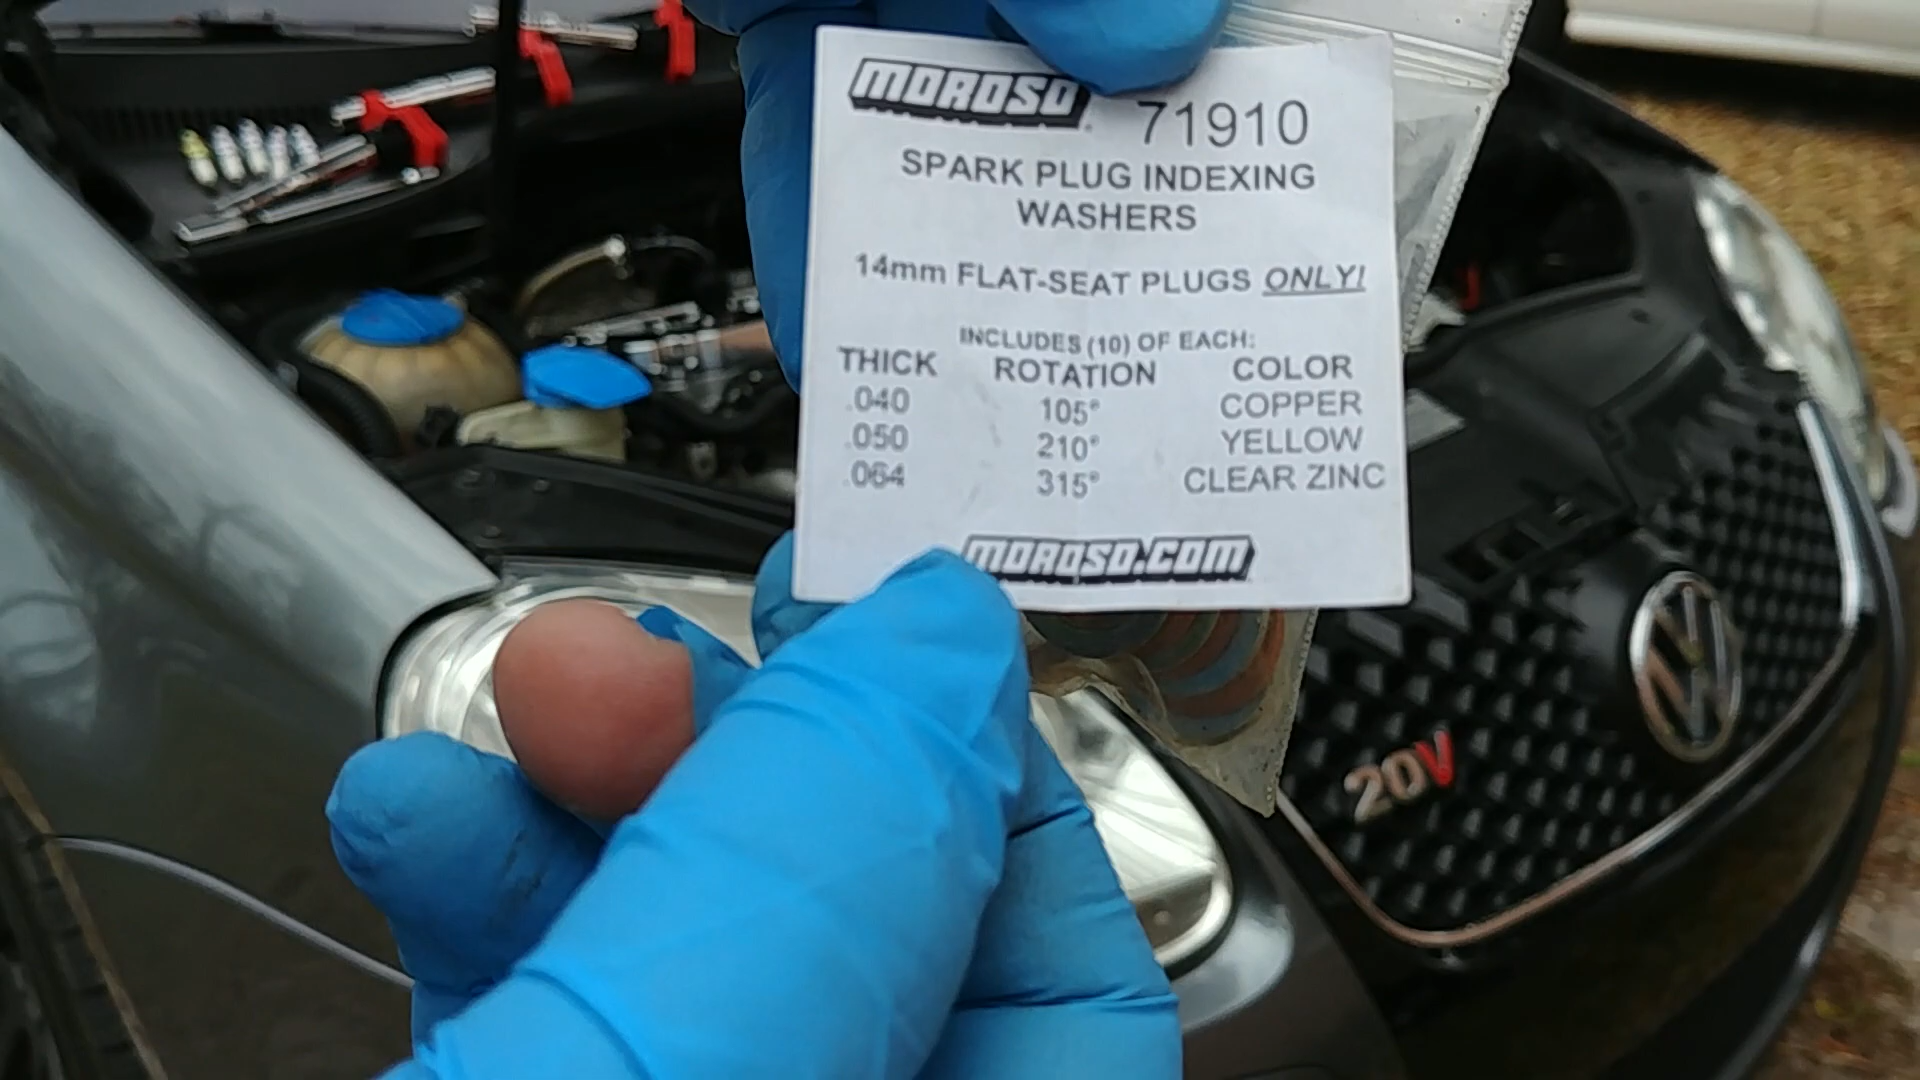 MOROSO 71910
SPARK PLUG INDEXING
WASHERS
14mm FLAT-SEAT PLUGS ONLY!
INCLUDES (10) OF EACH:
THICK ROTATION COLOR
.040 105° COPPER
.050 210° YELLOW
.064 315° CLEAR ZINC
MOROSO.COM
20V